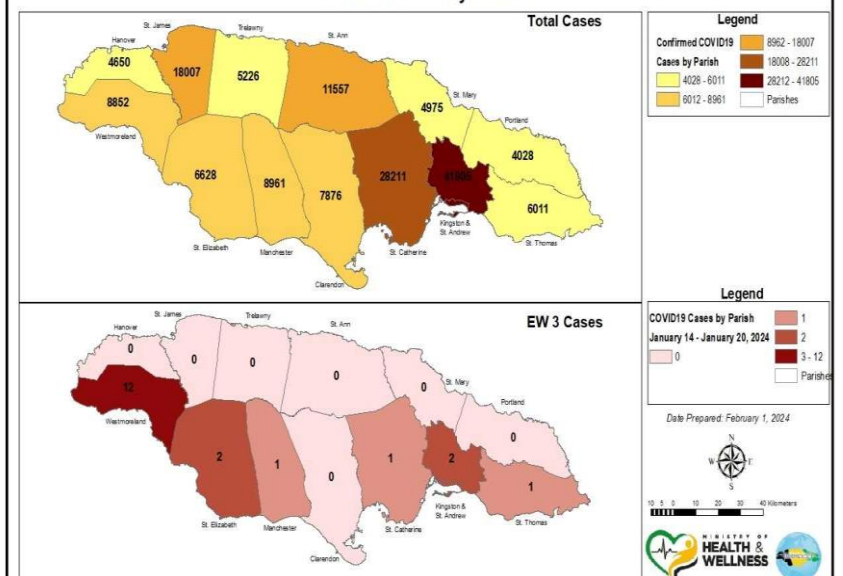 Total Cases
St. James
Trelawny
St. Ann
Hanover
4650
18007
5226
11557
8852
4975
St. Mary
Westmoreland
Portland
4028
6628
8961
7876
28211
41805
6011
Kingston &
St. Andrew
St. Elizabeth
Manchester
St. Catherine
St. Thomas
Clarendon
Legend
Confirmed COVID19
Cases by Parish
4028 - 6011
6012 - 8961
8962 - 18007
18008 - 28211
28212 - 41805
Parishes
EW 3 Cases
St. James
Trelawny
St. Ann
Hanover
0
0
0
0
0
12
St. Mary
Westmoreland
Portland
0
2
1
0
1
2
1
Kingston &
St. Andrew
St. Elizabeth
Manchester
St. Catherine
St. Thomas
Clarendon
Legend
COVID19 Cases by Parish
January 14 - January 20, 2024
0
1
2
3 - 12
Parishes
Date Prepared: February 1, 2024
N
W E
S
10 5 0 10 20 30 40 Kilometers
MINISTRY OF
HEALTH &
WELLNESS